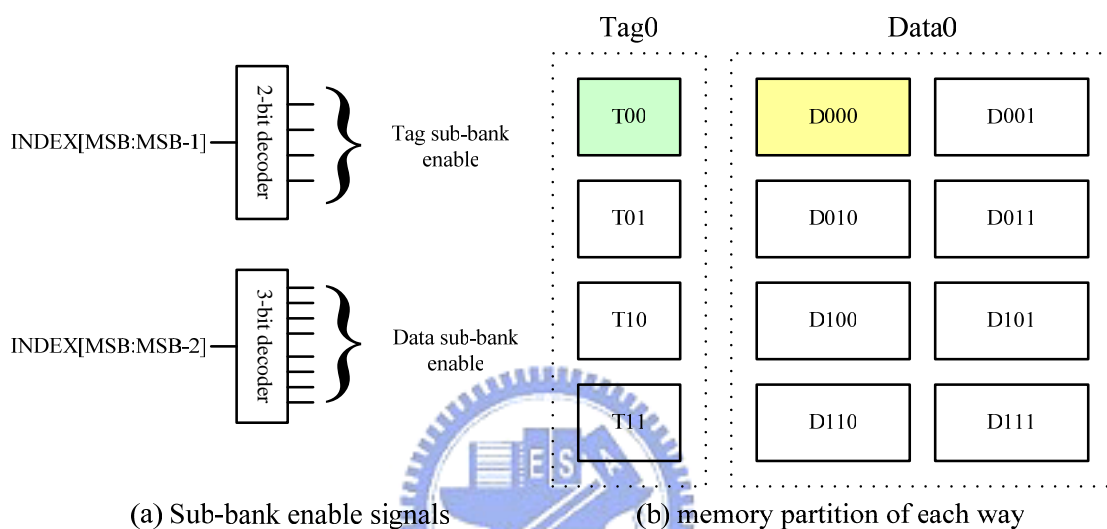 INDEX[MSB:MSB-1]
2-bit decoder
Tag sub-bank
enable
INDEX[MSB:MSB-2]
3-bit decoder
Data sub-bank
enable
Tag0
Data0
T00
D000
D001
T01
D010
D011
T10
D100
D101
T11
D110
D111
E S A
(a) Sub-bank enable signals
(b) memory partition of each way